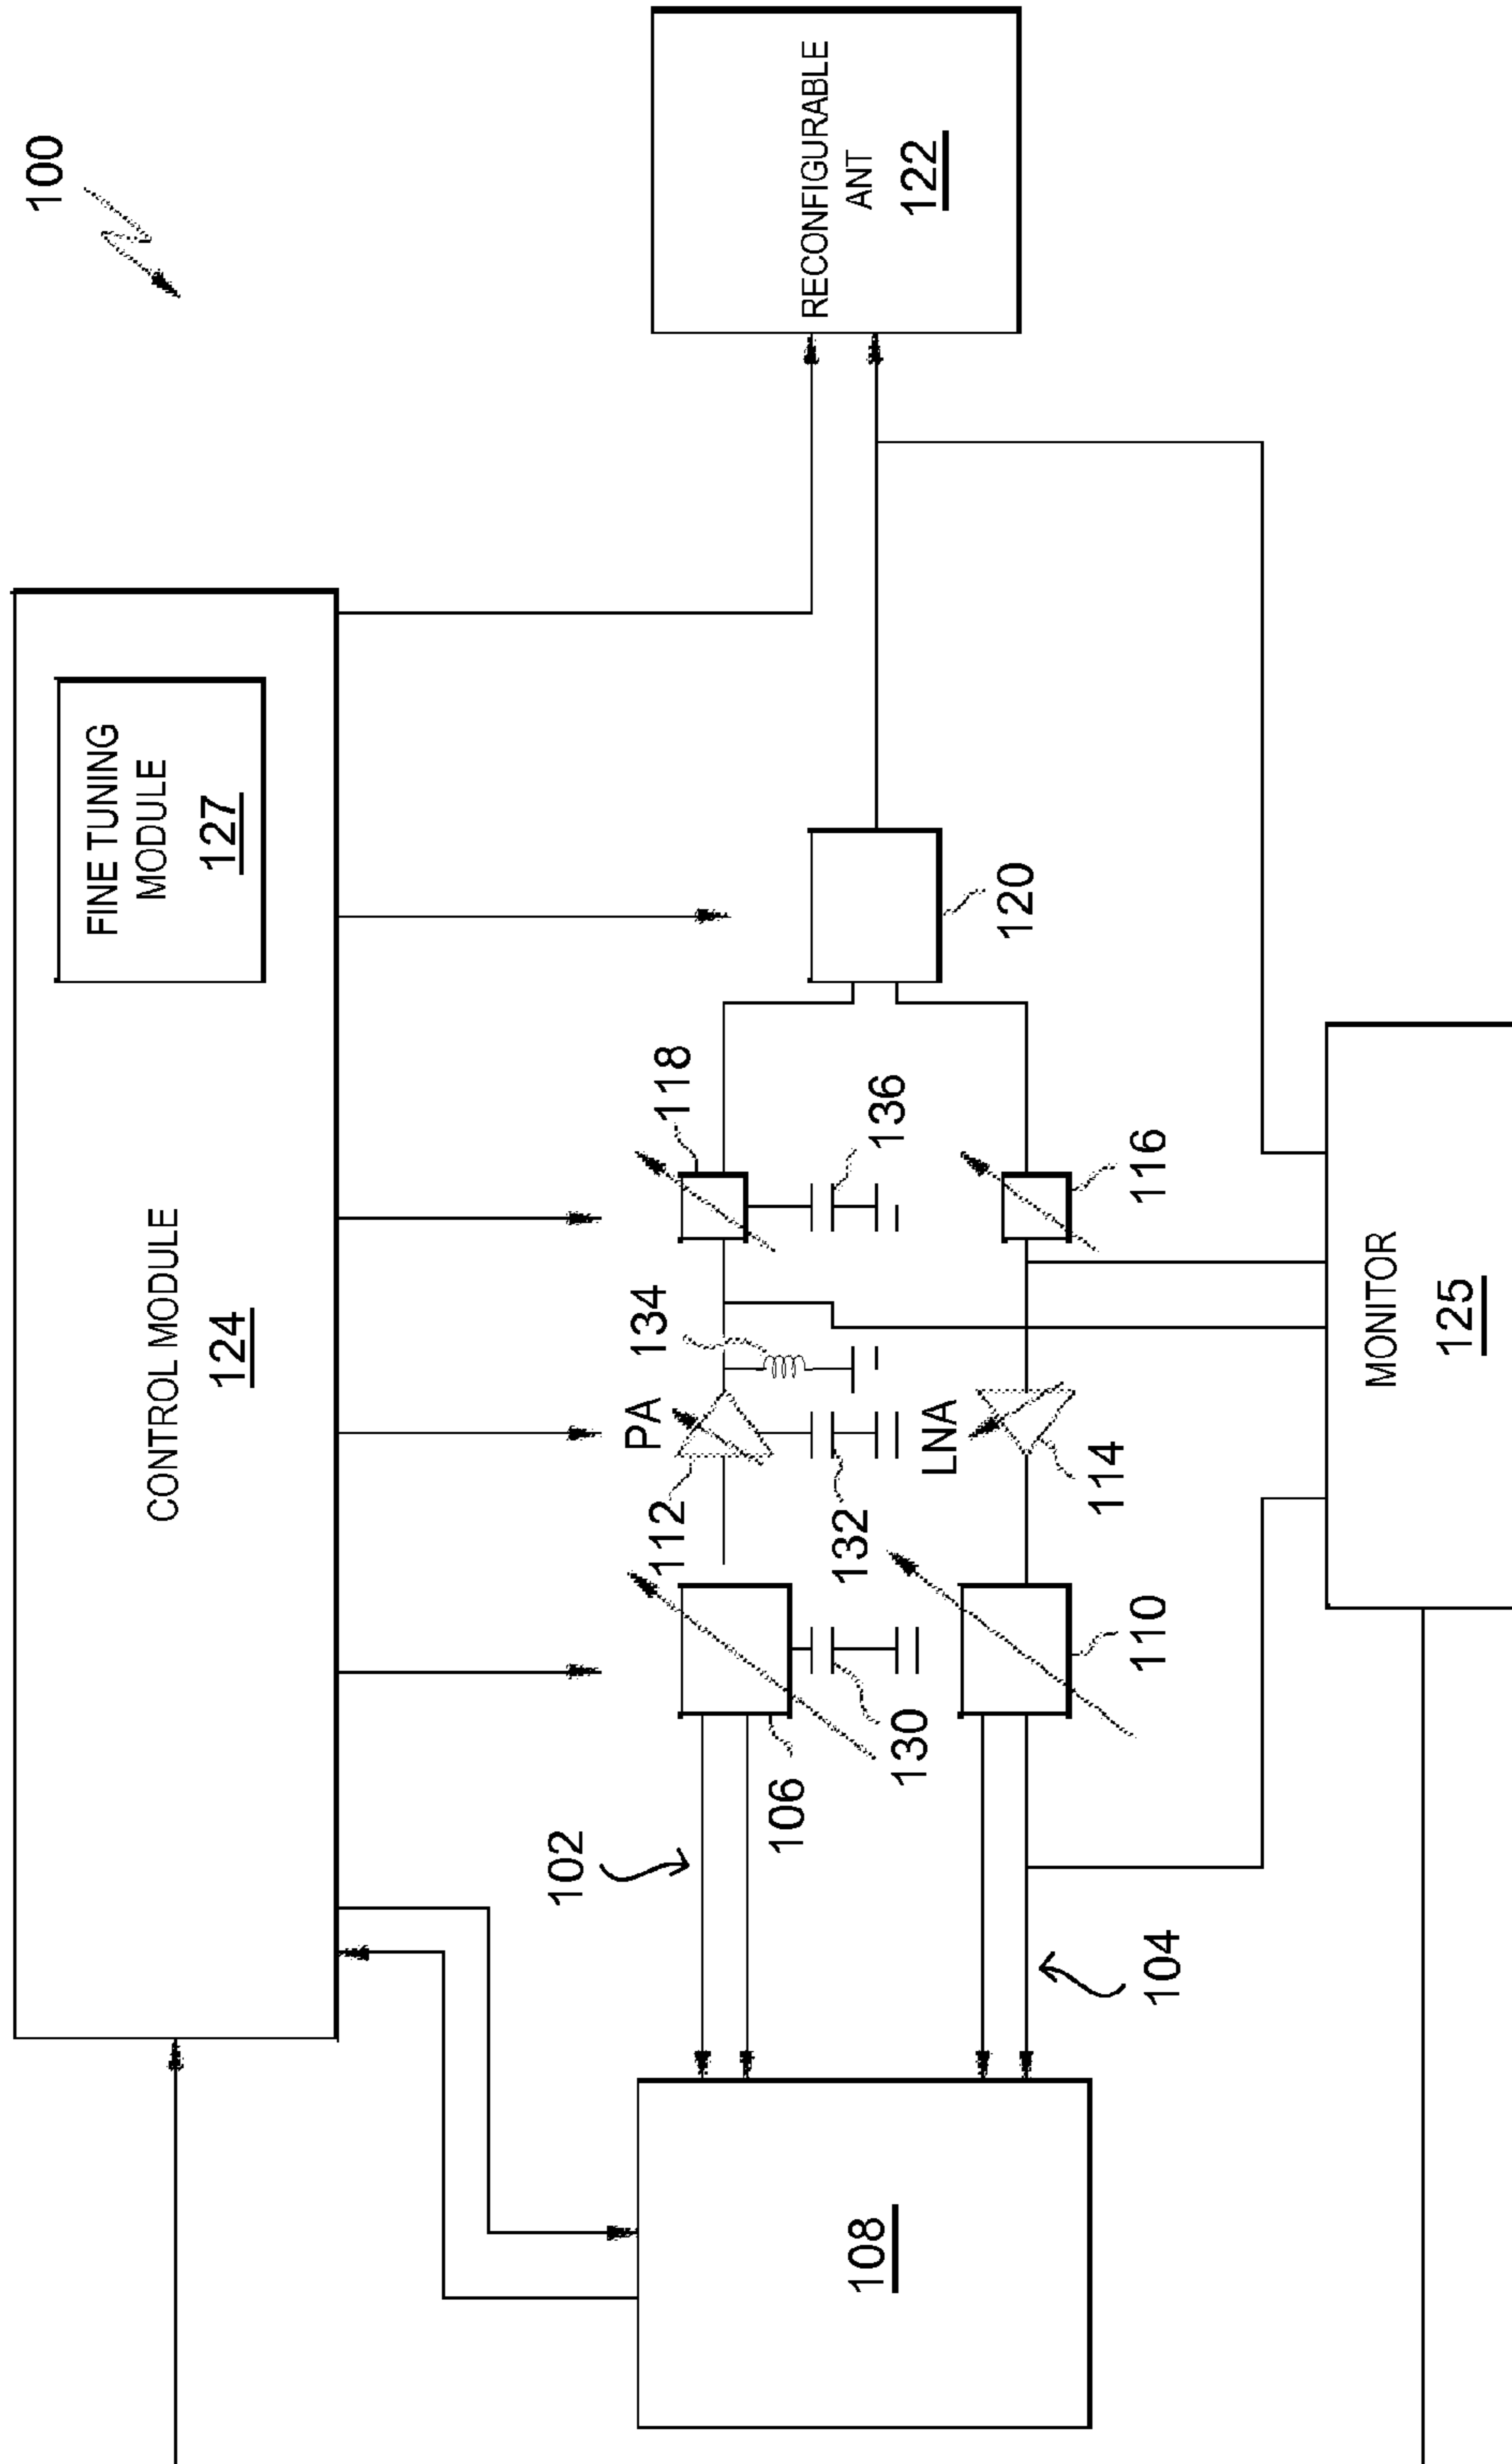 100
CONTROL MODULE
124
FINE TUNING
MODULE
127
RECONFIGURABLE
ANT
122
108
102
104
106
130
110
112
PA
132
134
LNA
114
118
136
116
120
MONITOR
125